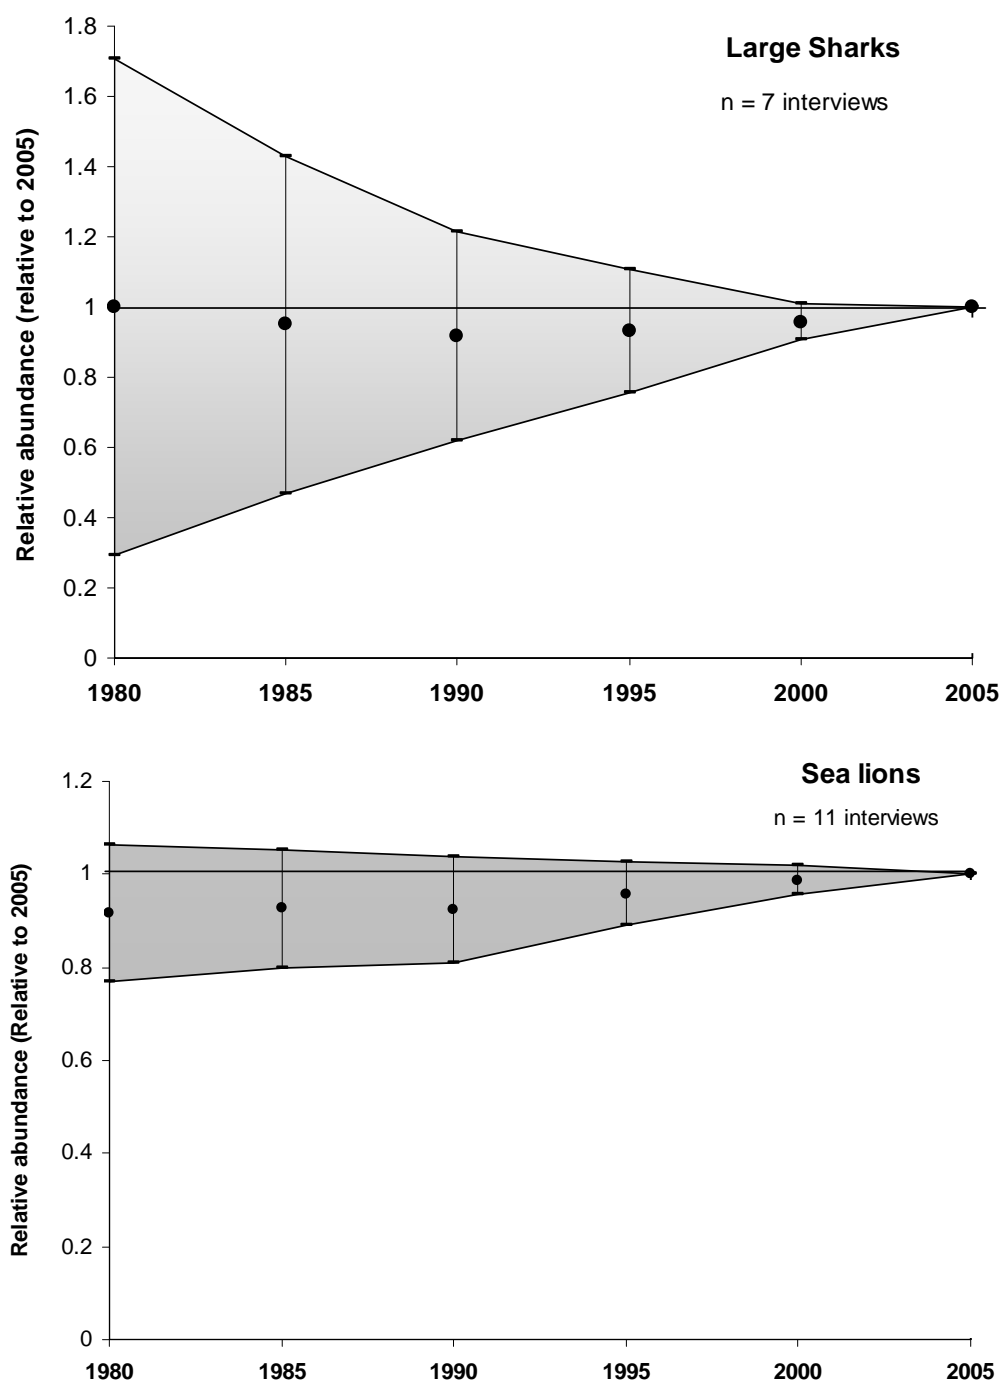 Large Sharks
n = 7 interviews
Relative abundance (relative to 2005)
1.8
1.6
1.4
1.2
1
0.8
0.6
0.4
0.2
0
1980 1985 1990 1995 2000 2005
Sea lions
n = 11 interviews
Relative abundance (Relative to 2005)
1.2
1
0.8
0.6
0.4
0.2
0
1980 1985 1990 1995 2000 2005